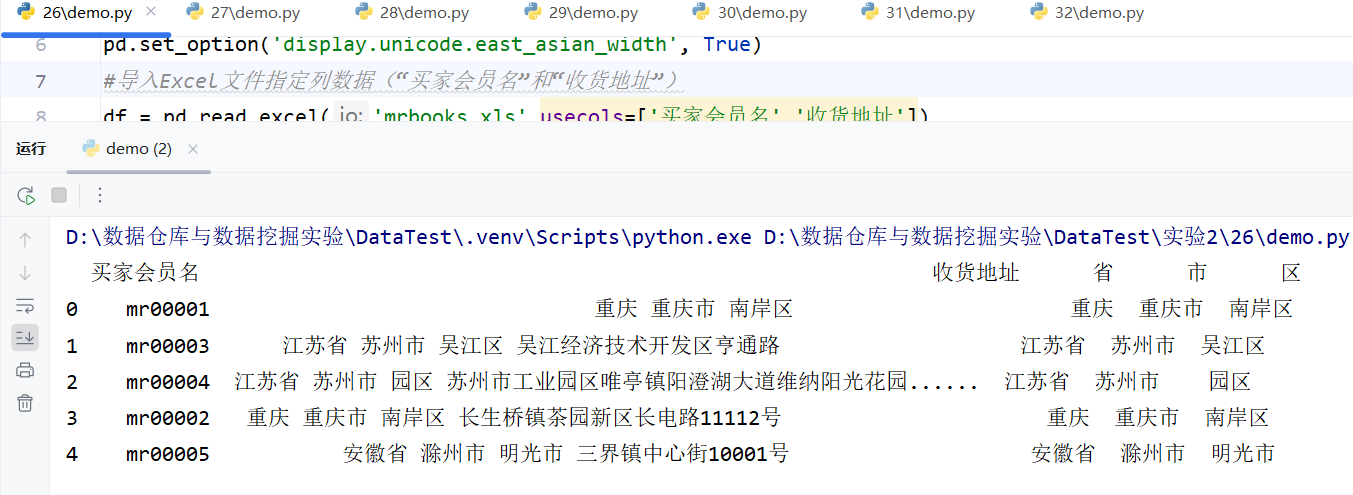 26\demo.py × 27\demo.py 28\demo.py 29\demo.py 30\demo.py 31\demo.py 32\demo.py
6 pd.set_option('display.unicode.east_asian_width', True)
7 #导入Excel文件指定列数据（“买家会员名”和“收货地址”）
8 df = pd.read_excel( io: 'mrbooks.xls',usecols=['买家会员名','收货地址'])
运行 demo (2) ×
D:\数据仓库与数据挖掘实验\DataTest\.venv\Scripts\python.exe D:\数据仓库与数据挖掘实验\DataTest\实验2\26\demo.py
买家会员名 收货地址 省 市 区
0 mr00001 重庆 重庆市 南岸区 重庆 重庆市 南岸区
1 mr00003 江苏省 苏州市 吴江区 吴江经济技术开发区亨通路 江苏省 苏州市 吴江区
2 mr00004 江苏省 苏州市 园区 苏州市工业园区唯亭镇阳澄湖大道维纳阳光花园...... 江苏省 苏州市 园区
3 mr00002 重庆 重庆市 南岸区 长生桥镇茶园新区长电路11112号 重庆 重庆市 南岸区
4 mr00005 安徽省 滁州市 明光市 三界镇中心街10001号 安徽省 滁州市 明光市